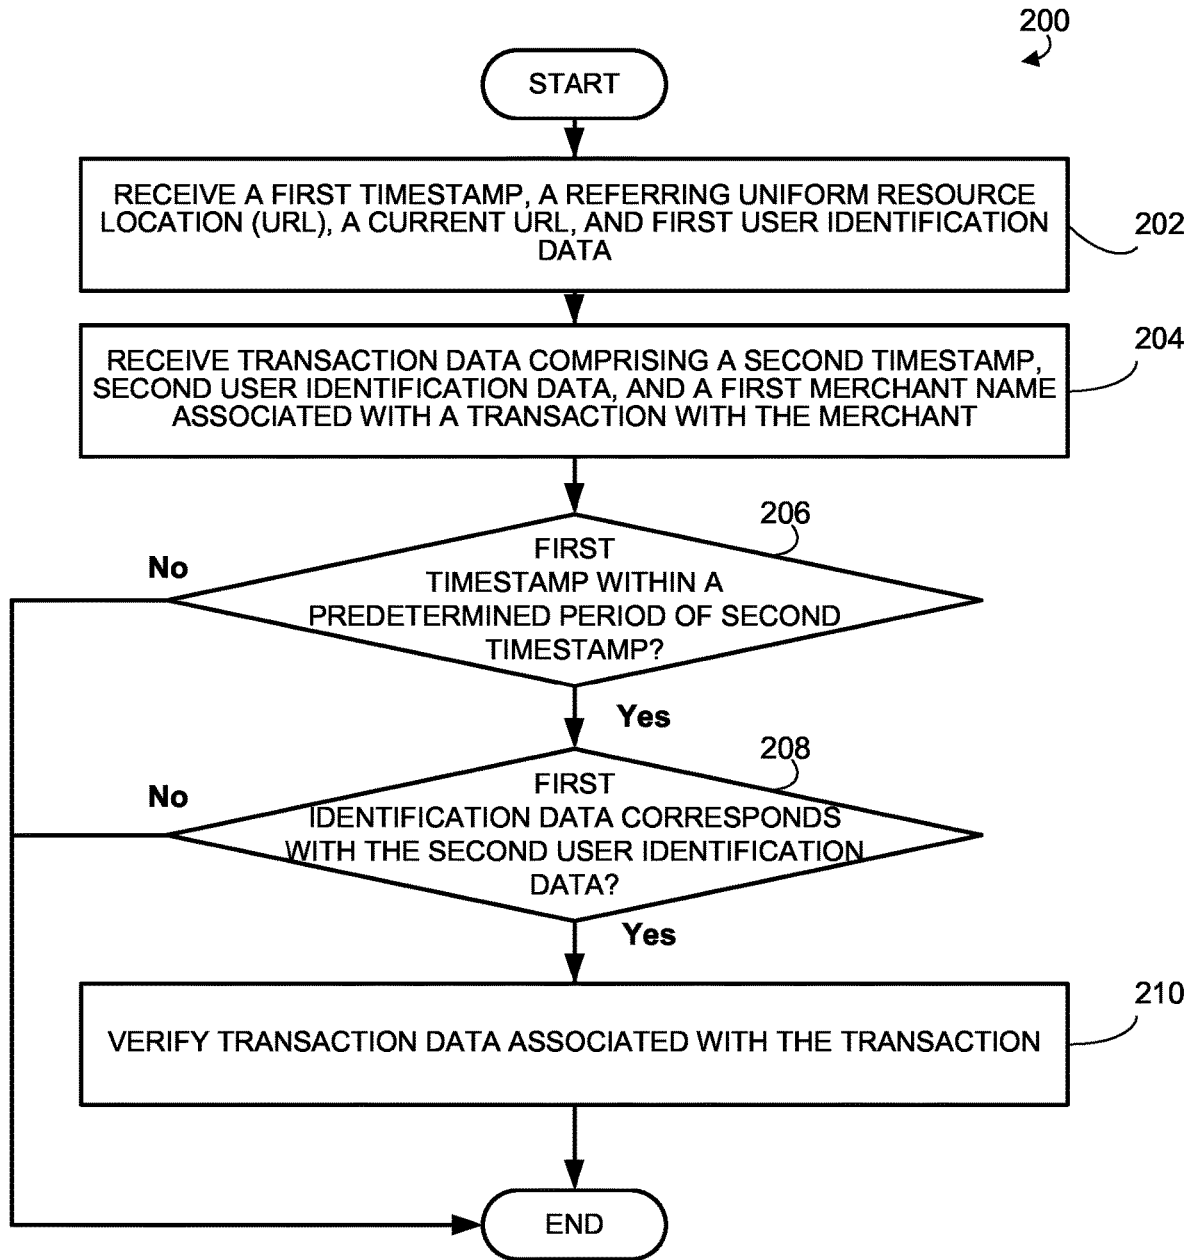 200
START
RECEIVE A FIRST TIMESTAMP, A REFERRING UNIFORM RESOURCE
LOCATION (URL), A CURRENT URL, AND FIRST USER IDENTIFICATION
DATA
202
RECEIVE TRANSACTION DATA COMPRISING A SECOND TIMESTAMP,
SECOND USER IDENTIFICATION DATA, AND A FIRST MERCHANT NAME
ASSOCIATED WITH A TRANSACTION WITH THE MERCHANT
204
206
FIRST
TIMESTAMP WITHIN A
PREDETERMINED PERIOD OF SECOND
TIMESTAMP?
No
Yes
208
FIRST
IDENTIFICATION DATA CORRESPONDS
WITH THE SECOND USER IDENTIFICATION
DATA?
No
Yes
VERIFY TRANSACTION DATA ASSOCIATED WITH THE TRANSACTION
210
END